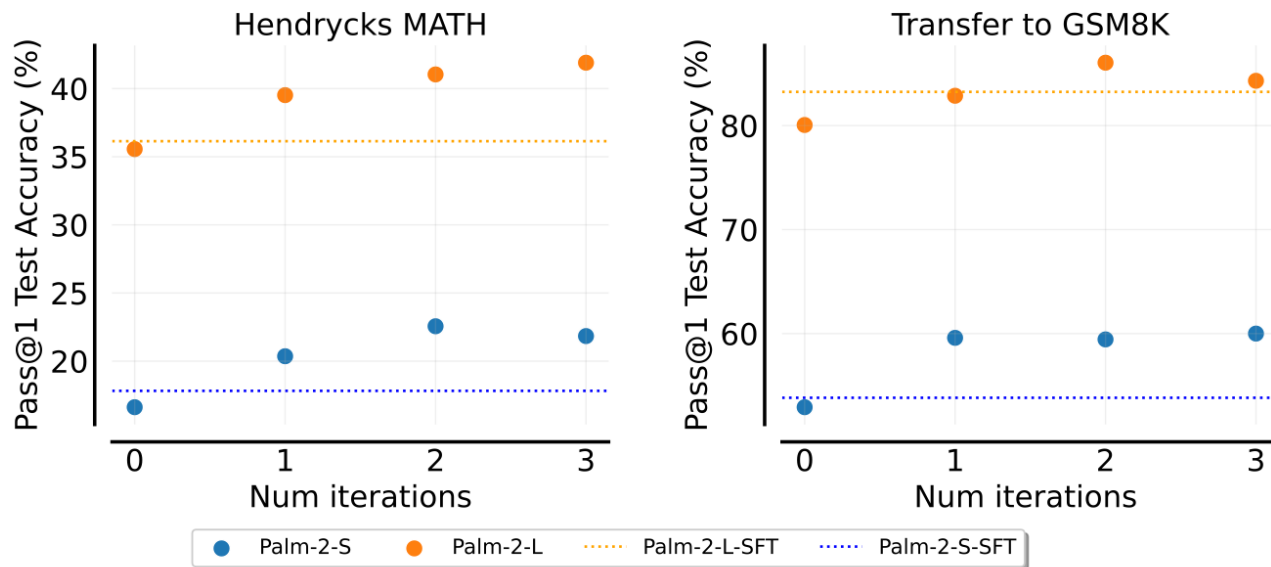 Hendrycks MATH
Pass@1 Test Accuracy (%)
40
35
30
25
20
0 1 2 3
Num iterations
Transfer to GSM8K
Pass@1 Test Accuracy (%)
80
70
60
0 1 2 3
Num iterations
Palm-2-S Palm-2-L Palm-2-L-SFT Palm-2-S-SFT